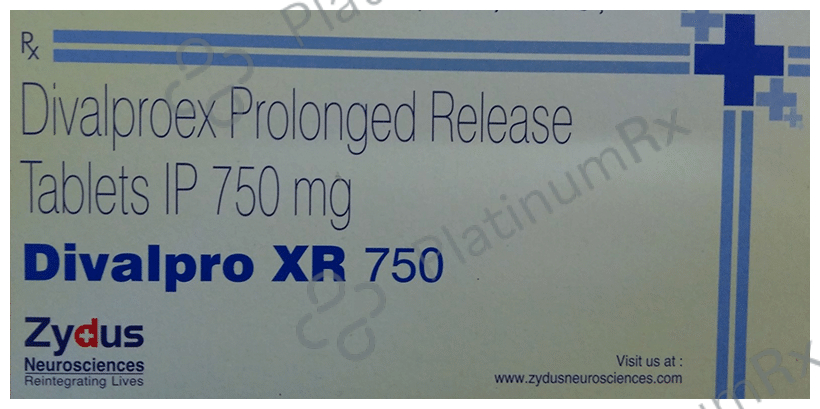 Rx
Divalproex Prolonged Release
Tablets IP 750 mg
Divalpro XR 750
Zydus
Neurosciences
Reintegrating Lives
Visit us at :
www.zydusneurosciences.com
PlatinumRx